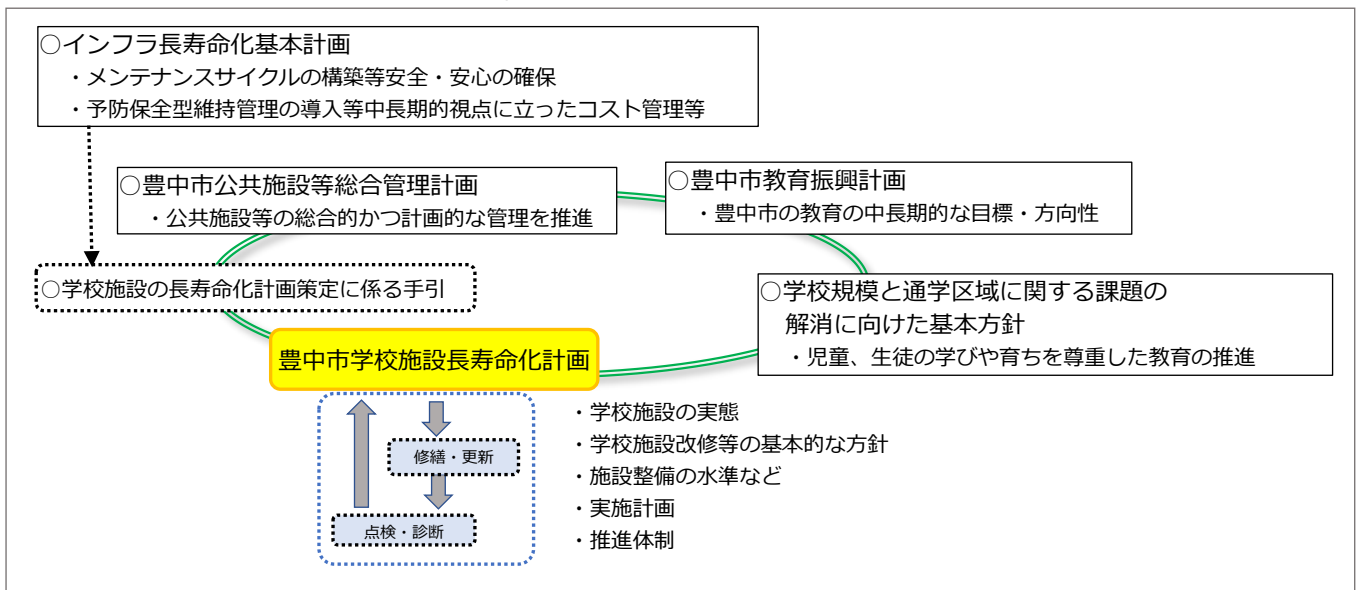 ○インフラ長寿命化基本計画
・メンテナンスサイクルの構築等安全・安心の確保
・予防保全型維持管理の導入等中長期的視点に立ったコスト管理等
○豊中市公共施設等総合管理計画
・公共施設等の総合的かつ計画的な管理を推進
○豊中市教育振興計画
・豊中市の教育の中長期的な目標・方向性
○学校施設の長寿命化計画策定に係る手引
○学校規模と通学区域に関する課題の
解消に向けた基本方針
・児童、生徒の学びや育ちを尊重した教育の推進
豊中市学校施設長寿命化計画
修繕・更新
点検・診断
・学校施設の実態
・学校施設改修等の基本的な方針
・施設整備の水準など
・実施計画
・推進体制